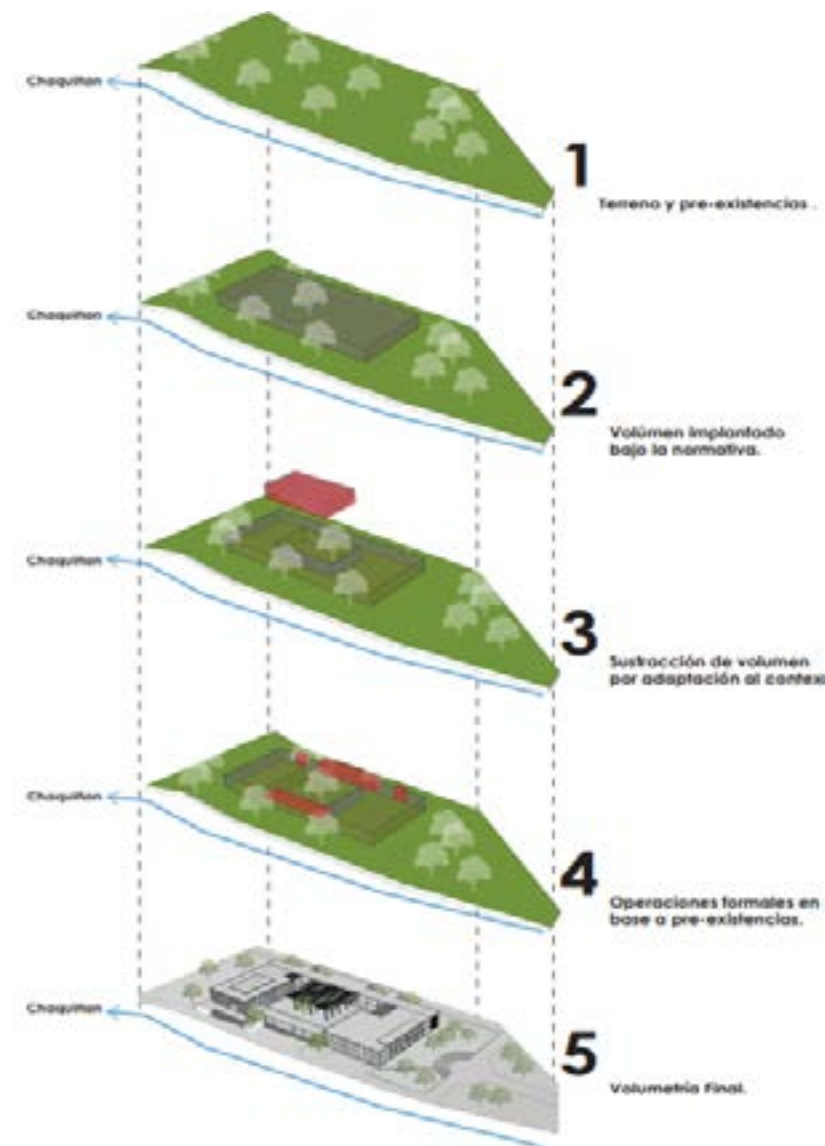 Chaquiñan
1
Terreno y pre-existencias .
Chaquiñan
2
Volúmen implantado
bajo la normativa.
Chaquiñan
3
Sustracción de volumen
por adaptación al contex
Chaquiñan
4
Operaciones formales en
base a pre-existencias.
Chaquiñan
5
Volumetría Final.